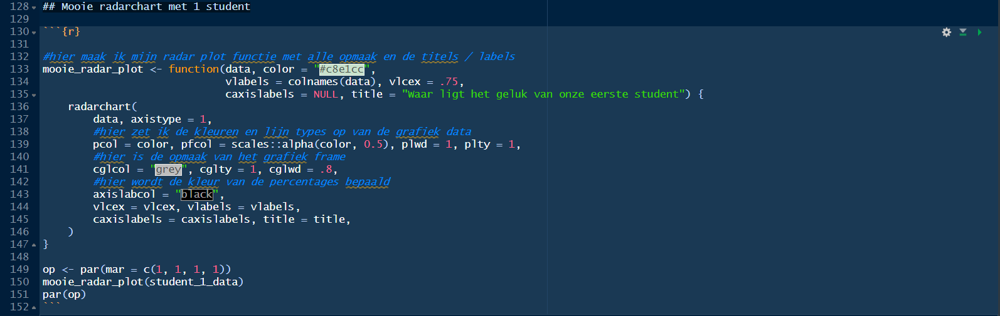 128 ## Mooie radarchart met 1 student
129
130 ```{r}
131
132 #hier maak ik mijn radar plot functie met alle opmaak en de titels / labels
133 mooie_radar_plot <- function(data, color = "#c8e1cc",
134                              vlabels = colnames(data), vlcex = .75,
135                              caxislabels = NULL, title = "Waar ligt het geluk van onze eerste student") {
136     radarchart(
137         data, axistype = 1,
138         #hier zet ik de kleuren en lijn types op van de grafiek data
139         pcol = color, pfcol = scales::alpha(color, 0.5), plwd = 1, plty = 1,
140         #hier is de opmaak van het grafiek frame
141         cglcol = "grey", cglty = 1, cglwd = .8,
142         #hier wordt de kleur van de percentages bepaald
143         axislabcol = "black",
144         vlcex = vlcex, vlabels = vlabels,
145         caxislabels = caxislabels, title = title,
146     )
147 }
148
149 op <- par(mar = c(1, 1, 1, 1))
150 mooie_radar_plot(student_1_data)
151 par(op)
152 ```